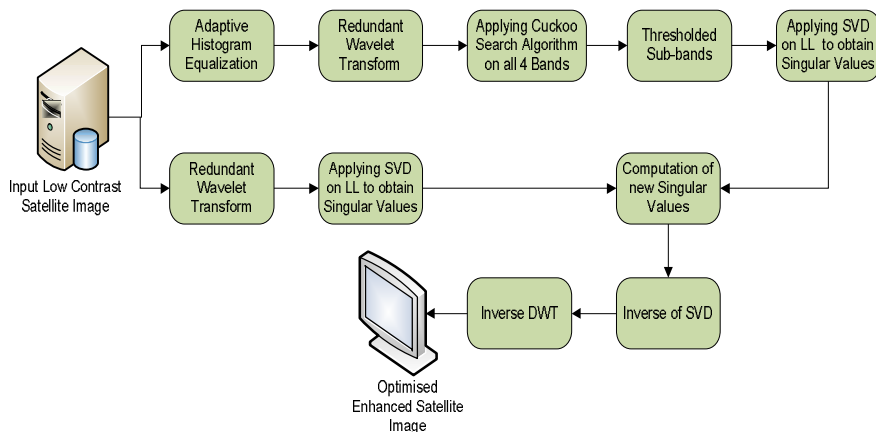 Adaptive
Histogram
Equalization
Redundant
Wavelet
Transform
Applying Cuckoo
Search Algorithm
on all 4 Bands
Thresholded
Sub-bands
Applying SVD
on LL to obtain
Singular Values
Input Low Contrast
Satellite Image
Redundant
Wavelet
Transform
Applying SVD
on LL to obtain
Singular Values
Computation of
new Singular
Values
Inverse DWT
Inverse of SVD
Optimised
Enhanced Satellite
Image